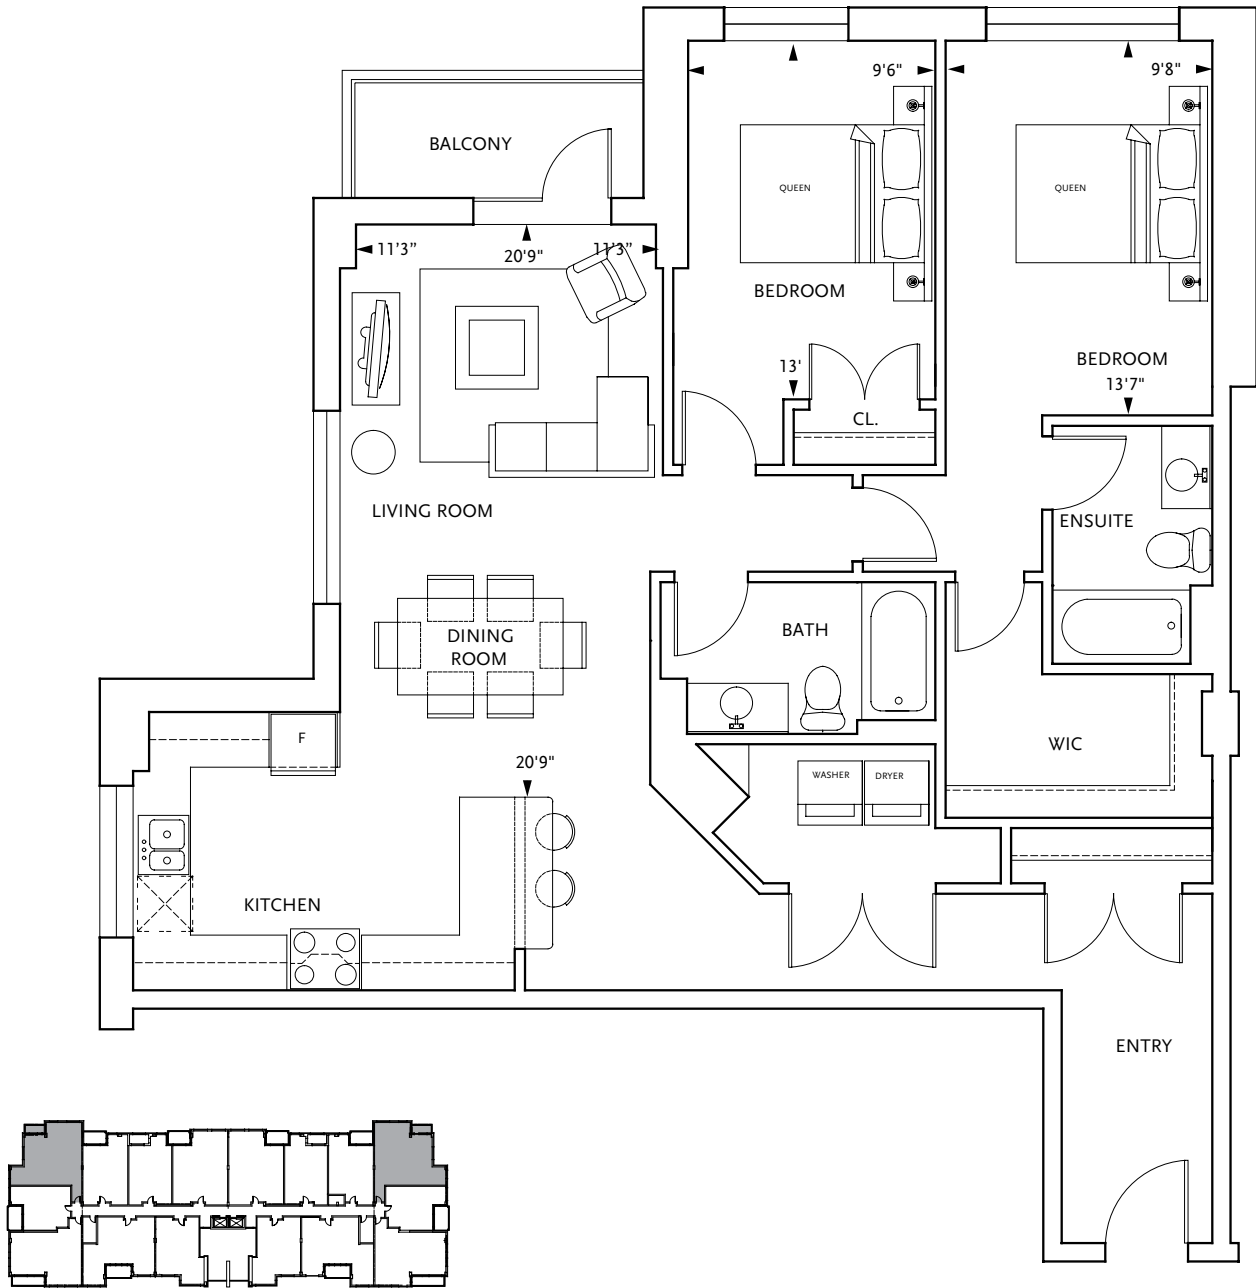 9'6"
9'8"
BALCONY
QUEEN
QUEEN
11'3”
20'9"
11'3”
BEDROOM
BEDROOM
13'
13'7"
CL.
LIVING ROOM
ENSUITE
BATH
DINING
ROOM
F
WIC
20'9"
WASHER
DRYER
KITCHEN
ENTRY